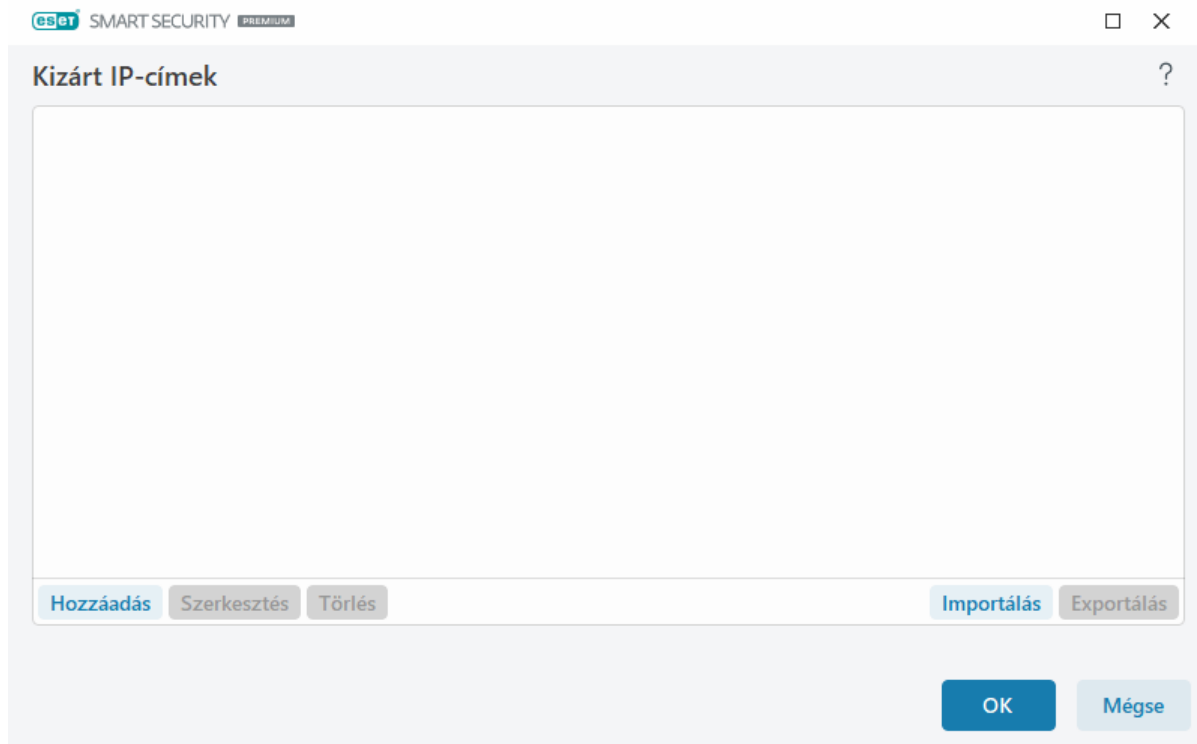 eset SMART SECURITY PREMIUM
Kizárt IP-címek
?
Hozzáadás Szerkesztés Törlés Importálás Exportálás
OK Mégse